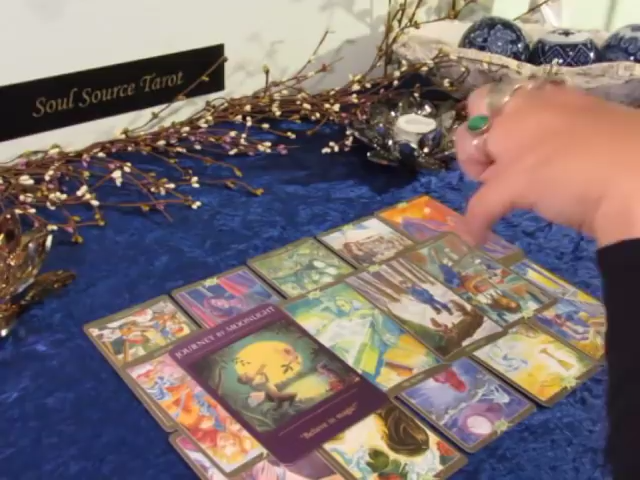 Soul Source Tarot
JOURNEY BY MOONLIGHT
"Believe in magic"